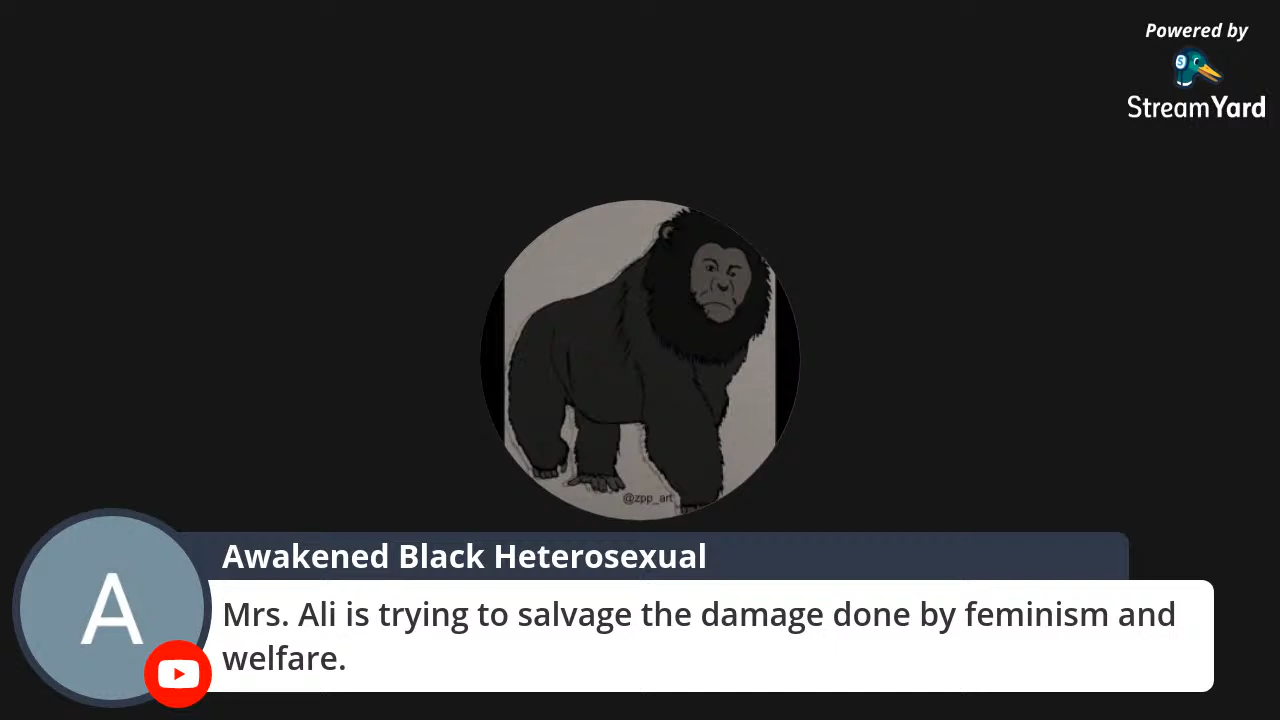 Powered by
S
StreamYard
@zpp_art
Awakened Black Heterosexual
A
Mrs. Ali is trying to salvage the damage done by feminism and
welfare.